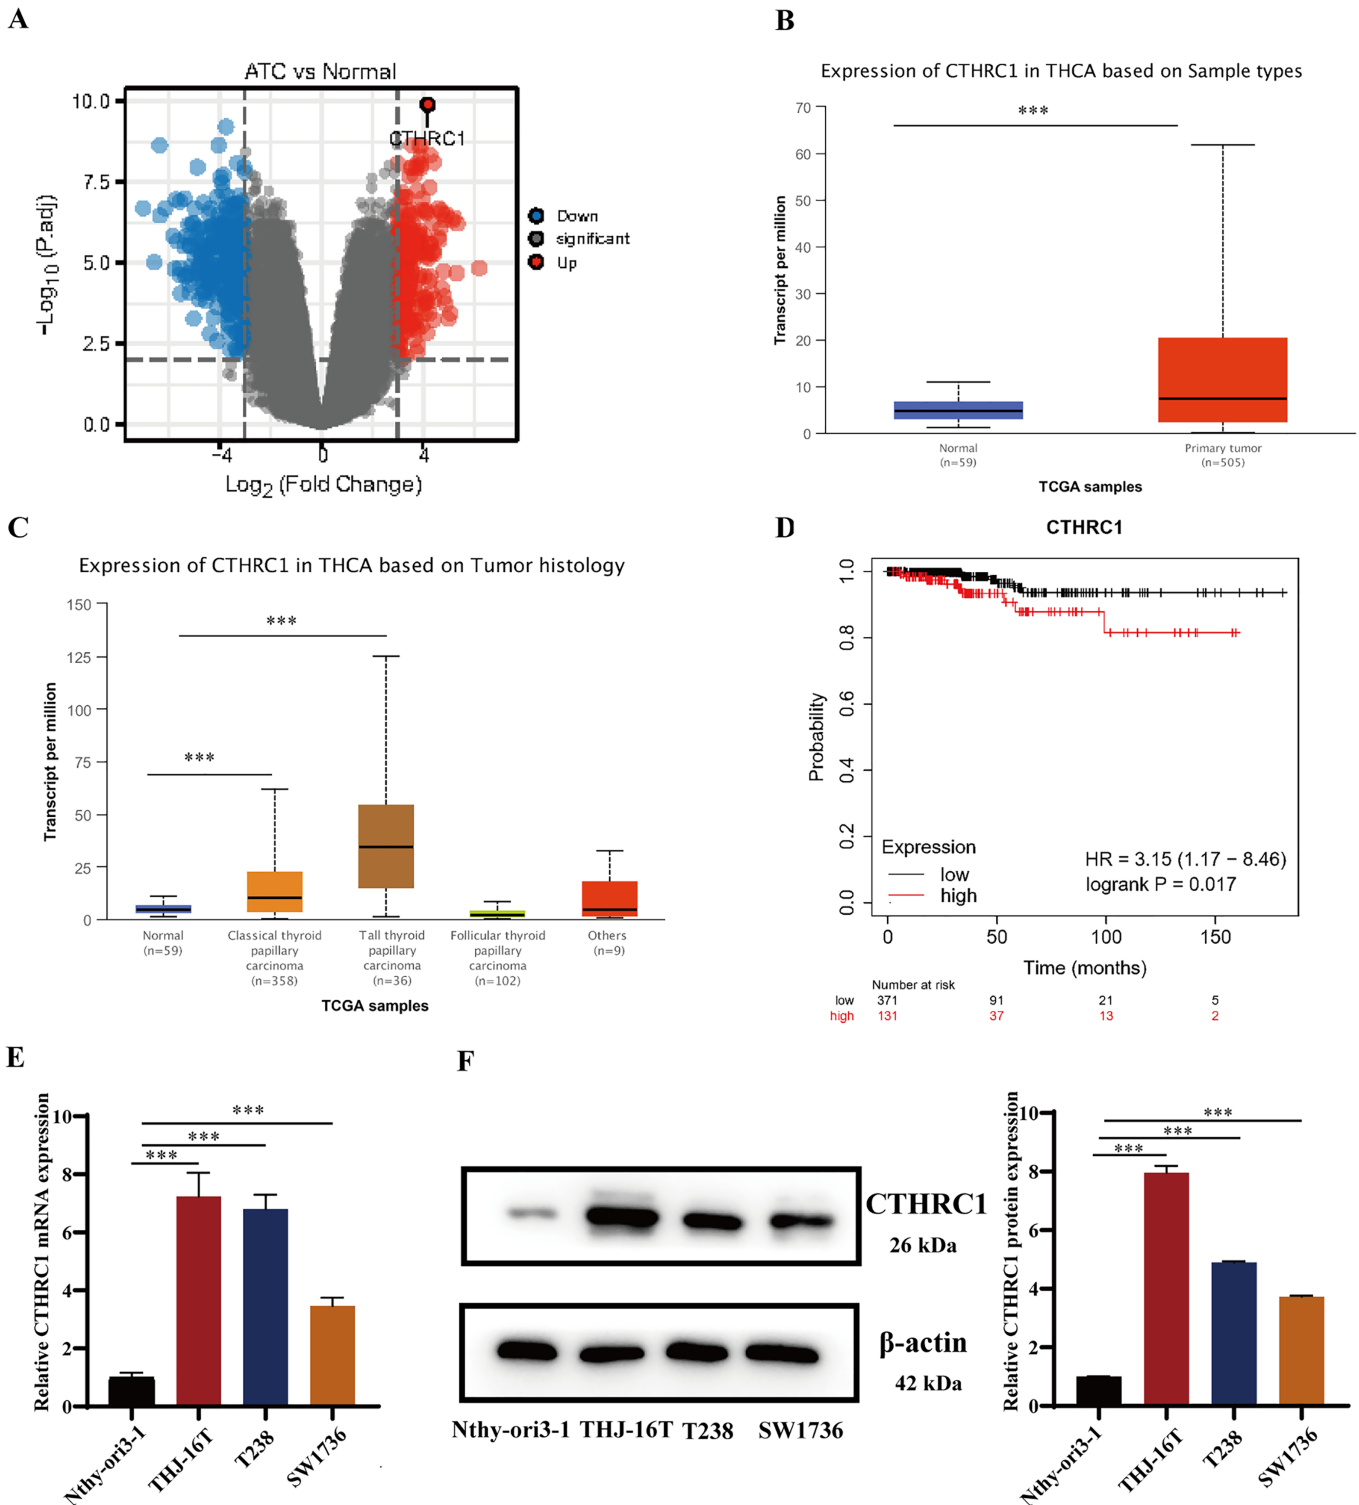 A
ATC vs Normal
10.0
7.5
5.0
2.5
0.0
-4
0
4
-Log10 (P.adj)
Log2 (Fold Change)
CTHRC1
Down
significant
Up
B
Expression of CTHRC1 in THCA based on Sample types
***
70
60
50
40
30
20
10
0
Transcript per million
Normal
(n=59)
Primary tumor
(n=505)
TCGA samples
C
Expression of CTHRC1 in THCA based on Tumor histology
***
***
150
125
100
75
50
25
0
Transcript per million
Normal
(n=59)
Classical thyroid
papillary
carcinoma
(n=358)
Tall thyroid
papillary
carcinoma
(n=36)
Follicular thyroid
papillary
carcinoma
(n=102)
Others
(n=9)
TCGA samples
D
CTHRC1
1.0
0.8
0.6
0.4
0.2
0.0
Probability
Expression
low
high
HR = 3.15 (1.17 − 8.46)
logrank P = 0.017
0
50
100
150
Time (months)
Number at risk
low 371 91 21 5
high 131 37 13 2
E
Relative CTHRC1 mRNA expression
10
8
6
4
2
0
***
***
***
Nthy-ori3-1
THJ-16T
T238
SW1736
F
CTHRC1
26 kDa
β-actin
42 kDa
Nthy-ori3-1 THJ-16T T238 SW1736
Relative CTHRC1 protein expression
10
8
6
4
2
0
***
***
***
Nthy-ori3-1
THJ-16T
T238
SW1736